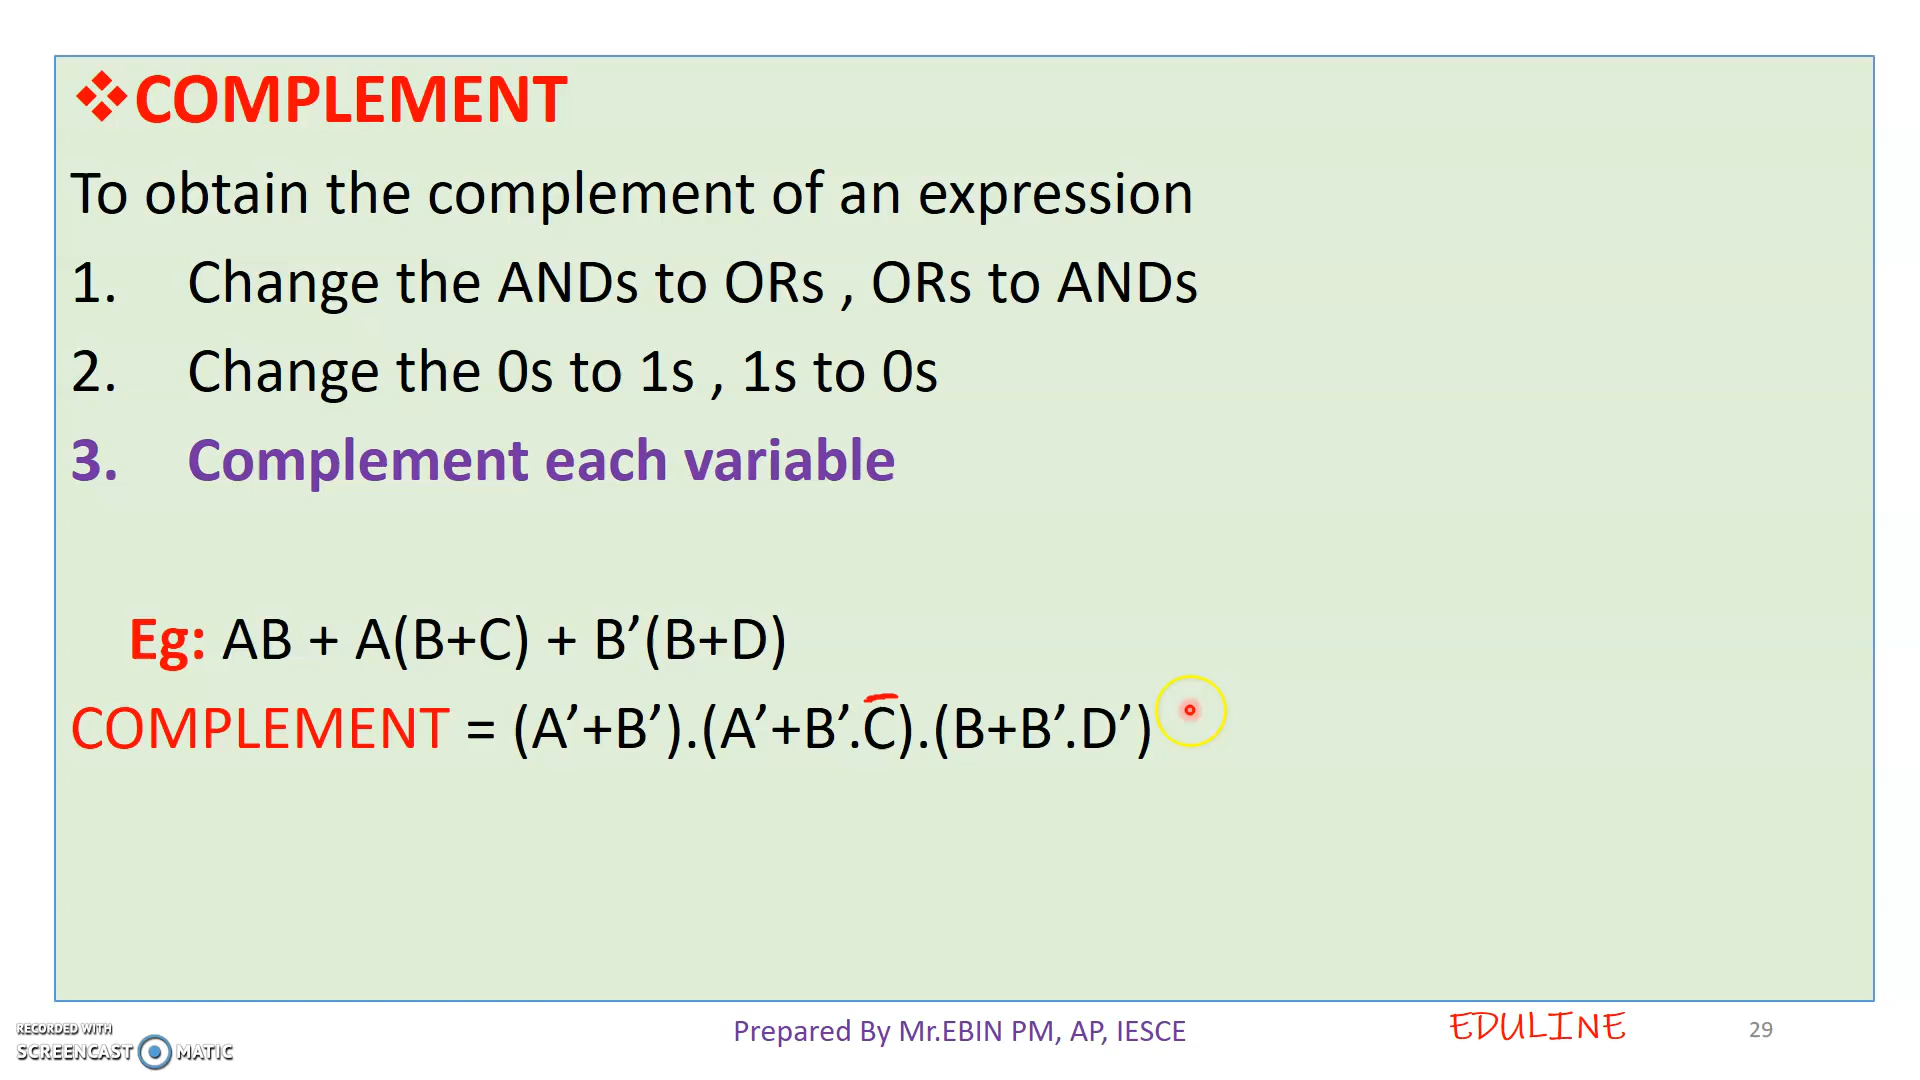 ❖COMPLEMENT
To obtain the complement of an expression
1. Change the ANDs to ORs , ORs to ANDs
2. Change the 0s to 1s , 1s to 0s
3. Complement each variable
Eg: AB + A(B+C) + B’(B+D)
COMPLEMENT = (A’+B’).(A’+B’.C̅).(B+B’.D’)
RECORDED WITH
SCREENCAST MATIC
Prepared By Mr.EBIN PM, AP, IESCE
EDULINE
29